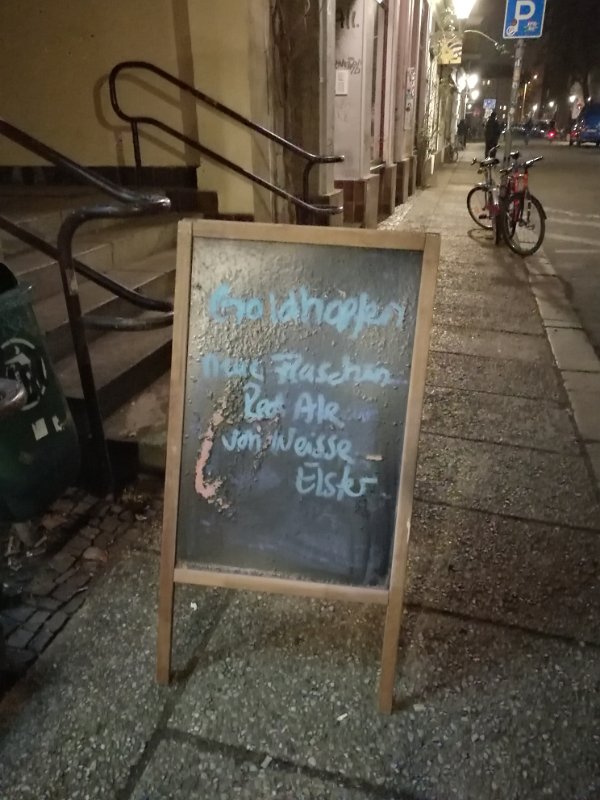 Goldhopfen
neue Flaschen
Red Ale
von Weisse
Elster
P